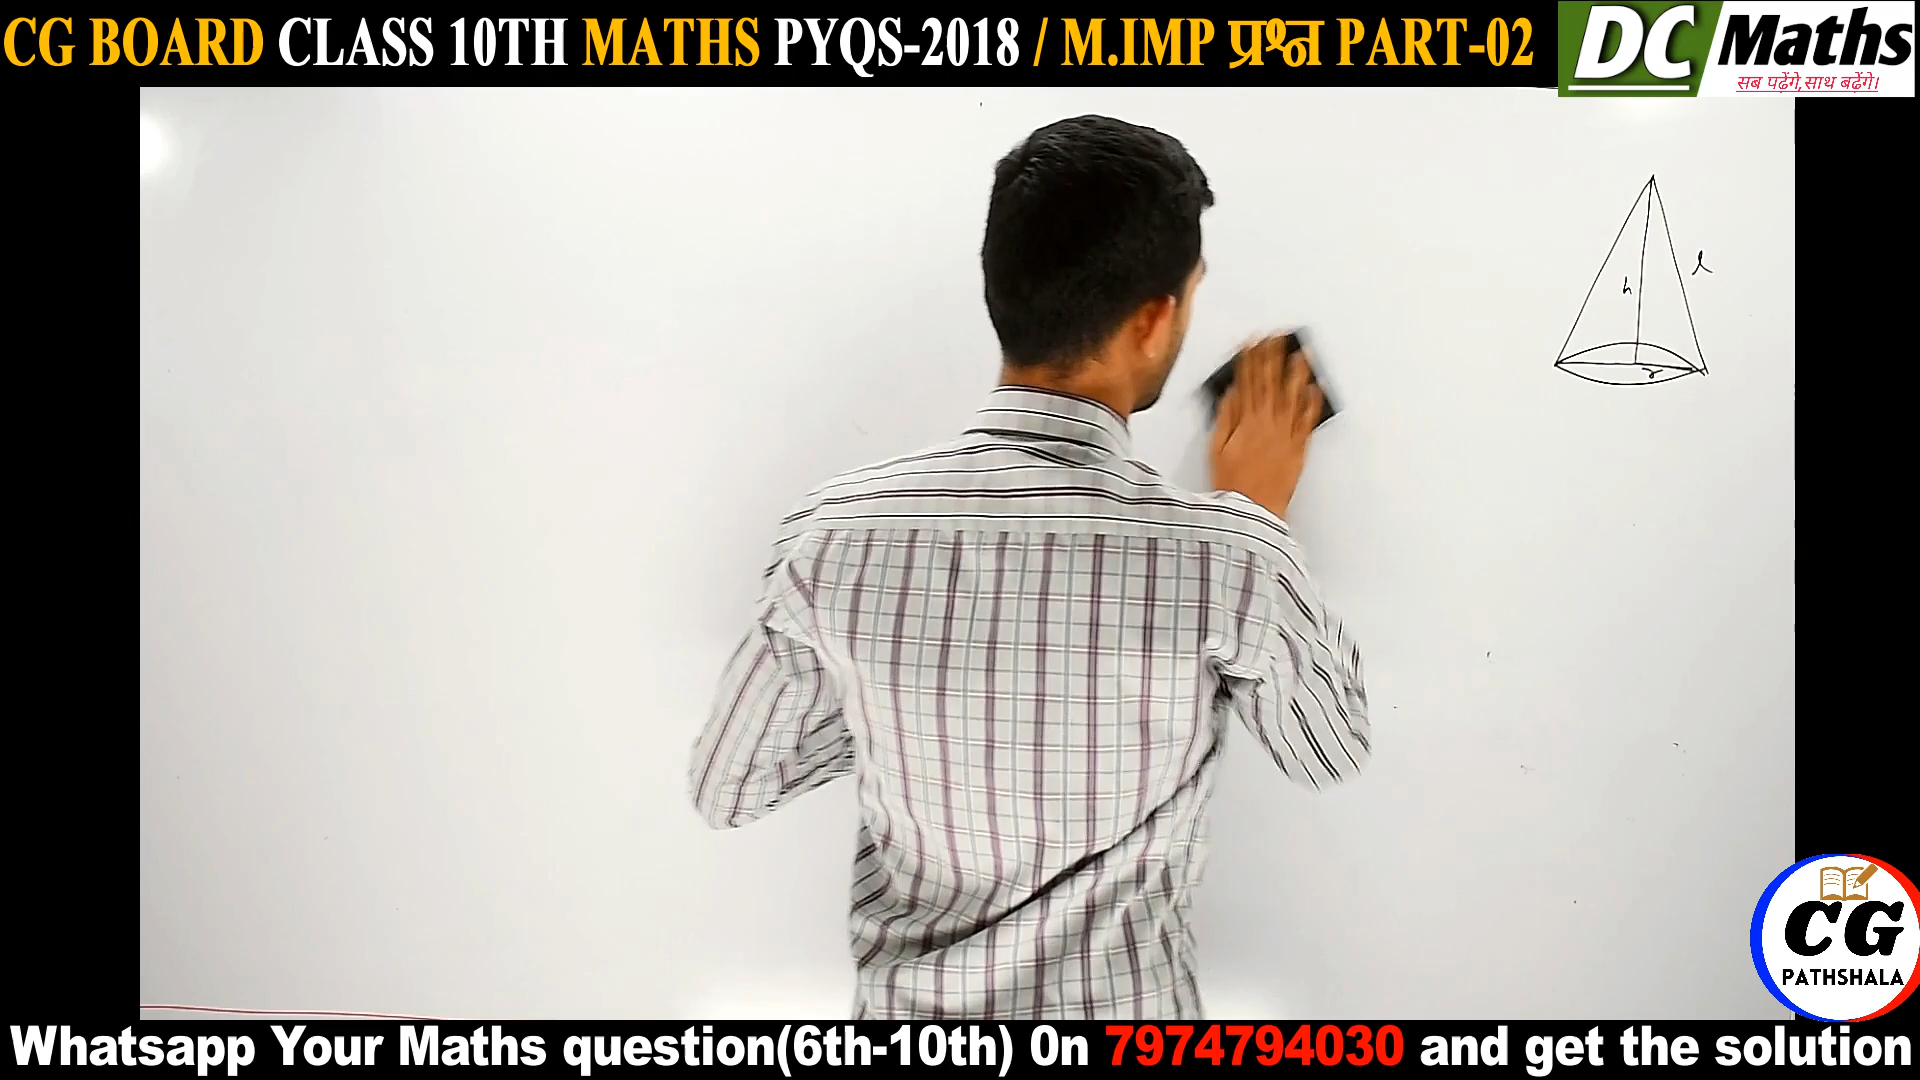 CG BOARD CLASS 10TH MATHS PYQS-2018 / M.IMP प्रश्न PART-02
DC Maths
सब पढ़ेंगे,साथ बढ़ेंगे।
l
h
r
CG
PATHSHALA
Whatsapp Your Maths question(6th-10th) 0n 7974794030 and get the solution